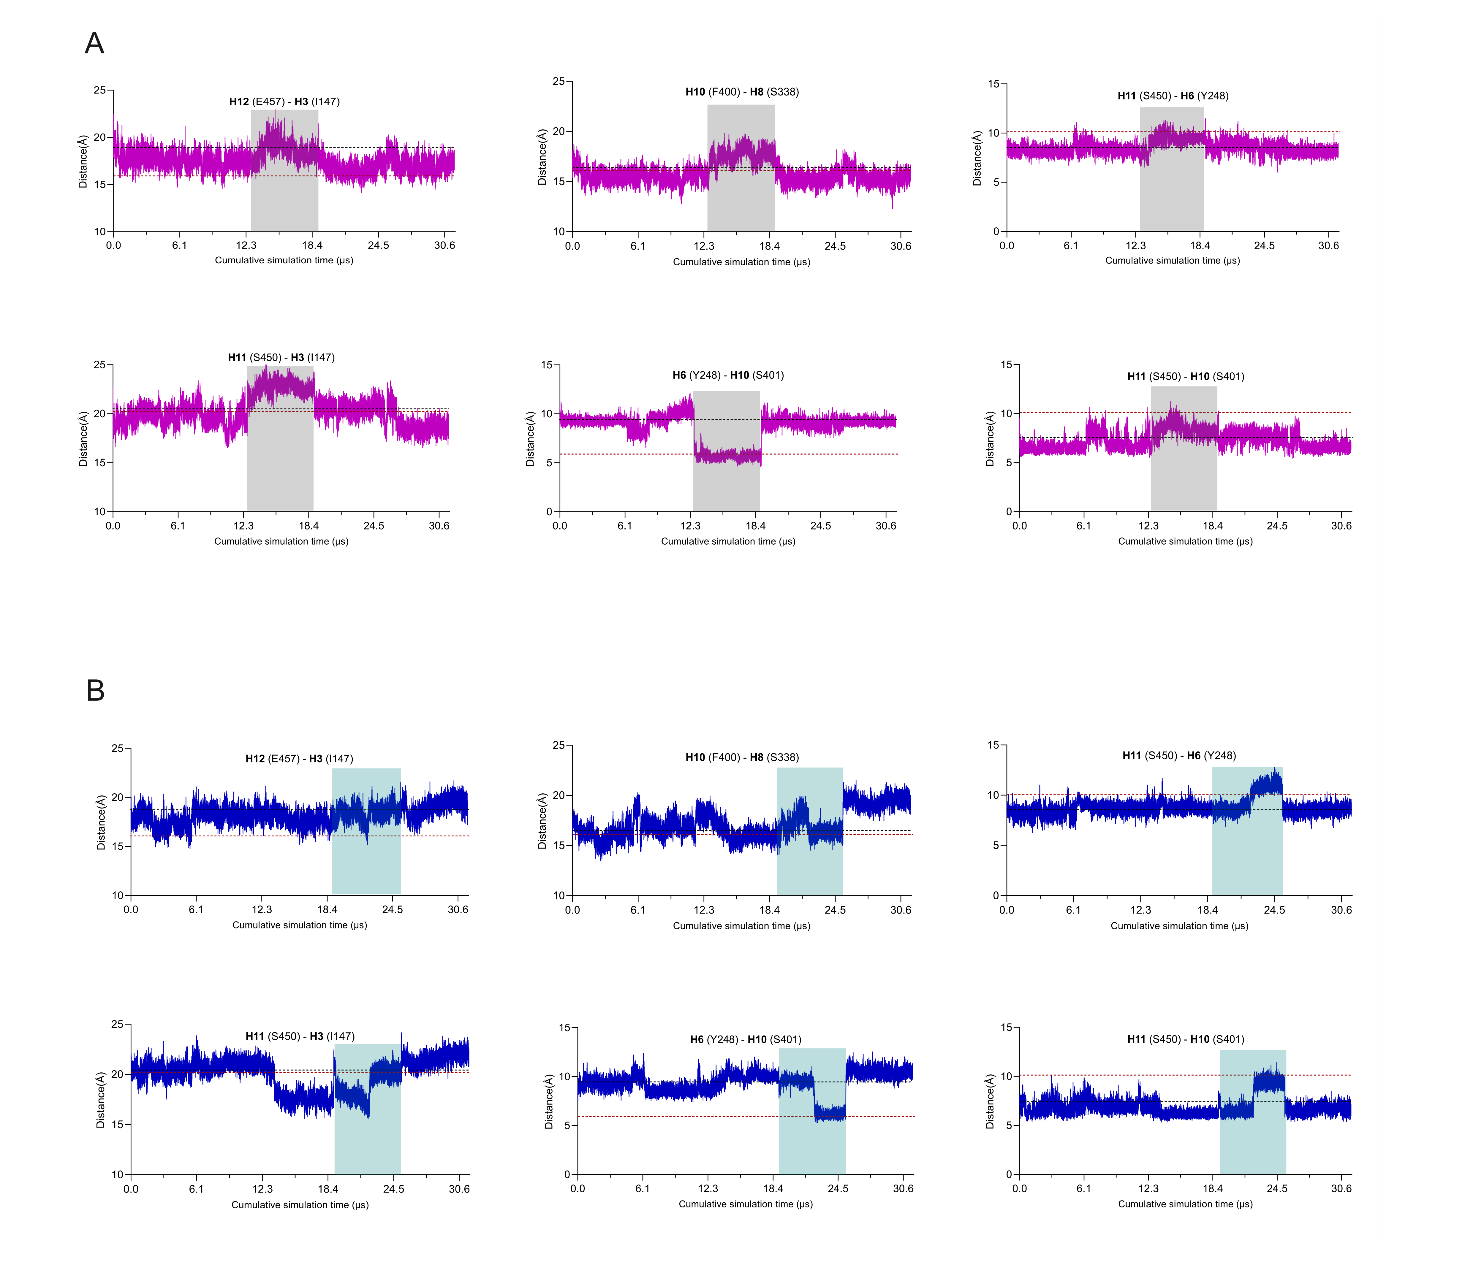 A
H12 (E457) - H3 (I147)
Distance(Å)
25
20
15
10
0.0 6.1 12.3 18.4 24.5 30.6
Cumulative simulation time (µs)
H10 (F400) - H8 (S338)
Distance(Å)
25
20
15
10
0.0 6.1 12.3 18.4 24.5 30.6
Cumulative simulation time (µs)
H11 (S450) - H6 (Y248)
Distance(Å)
15
10
5
0
0.0 6.1 12.3 18.4 24.5 30.6
Cumulative simulation time (µs)
H11 (S450) - H3 (I147)
Distance(Å)
25
20
15
10
0.0 6.1 12.3 18.4 24.5 30.6
Cumulative simulation time (µs)
H6 (Y248) - H10 (S401)
Distance(Å)
15
10
5
0
0.0 6.1 12.3 18.4 24.5 30.6
Cumulative simulation time (µs)
H11 (S450) - H10 (S401)
Distance(Å)
15
10
5
0
0.0 6.1 12.3 18.4 24.5 30.6
Cumulative simulation time (µs)
B
H12 (E457) - H3 (I147)
Distance(Å)
25
20
15
10
0.0 6.1 12.3 18.4 24.5 30.6
Cumulative simulation time (µs)
H10 (F400) - H8 (S338)
Distance(Å)
25
20
15
10
0.0 6.1 12.3 18.4 24.5 30.6
Cumulative simulation time (µs)
H11 (S450) - H6 (Y248)
Distance(Å)
15
10
5
0
0.0 6.1 12.3 18.4 24.5 30.6
Cumulative simulation time (µs)
H11 (S450) - H3 (I147)
Distance(Å)
25
20
15
10
0.0 6.1 12.3 18.4 24.5 30.6
Cumulative simulation time (µs)
H6 (Y248) - H10 (S401)
Distance(Å)
15
10
5
0
0.0 6.1 12.3 18.4 24.5 30.6
Cumulative simulation time (µs)
H11 (S450) - H10 (S401)
Distance(Å)
15
10
5
0
0.0 6.1 12.3 18.4 24.5 30.6
Cumulative simulation time (µs)